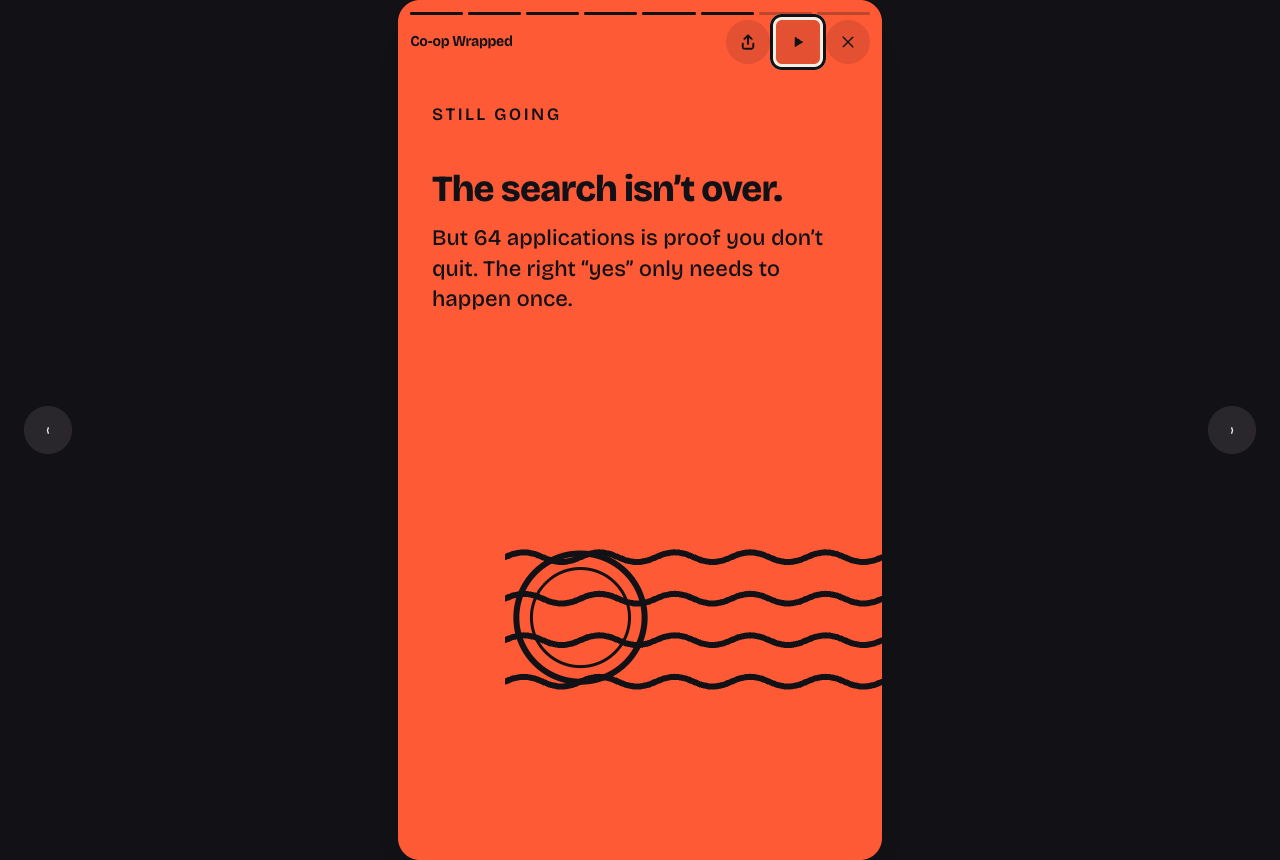 Co-op Wrapped
STILL GOING
The search isn’t over.
But 64 applications is proof you don’t
quit. The right “yes” only needs to
happen once.